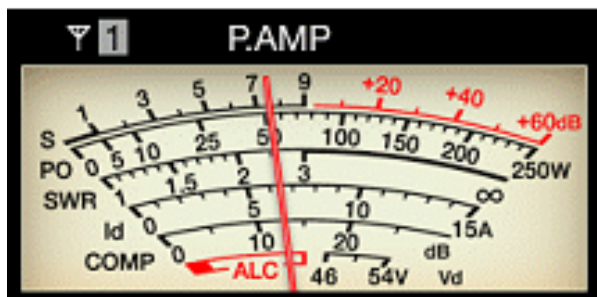 1 P.AMP
S 1 3 5 7 9 +20 +40 +60dB
PO 0 5 10 25 50 100 150 200 250W
SWR 1 1.5 2 3 ∞
Id 0 5 10 15A
COMP 0 10 20 dB
ALC 46 54V Vd